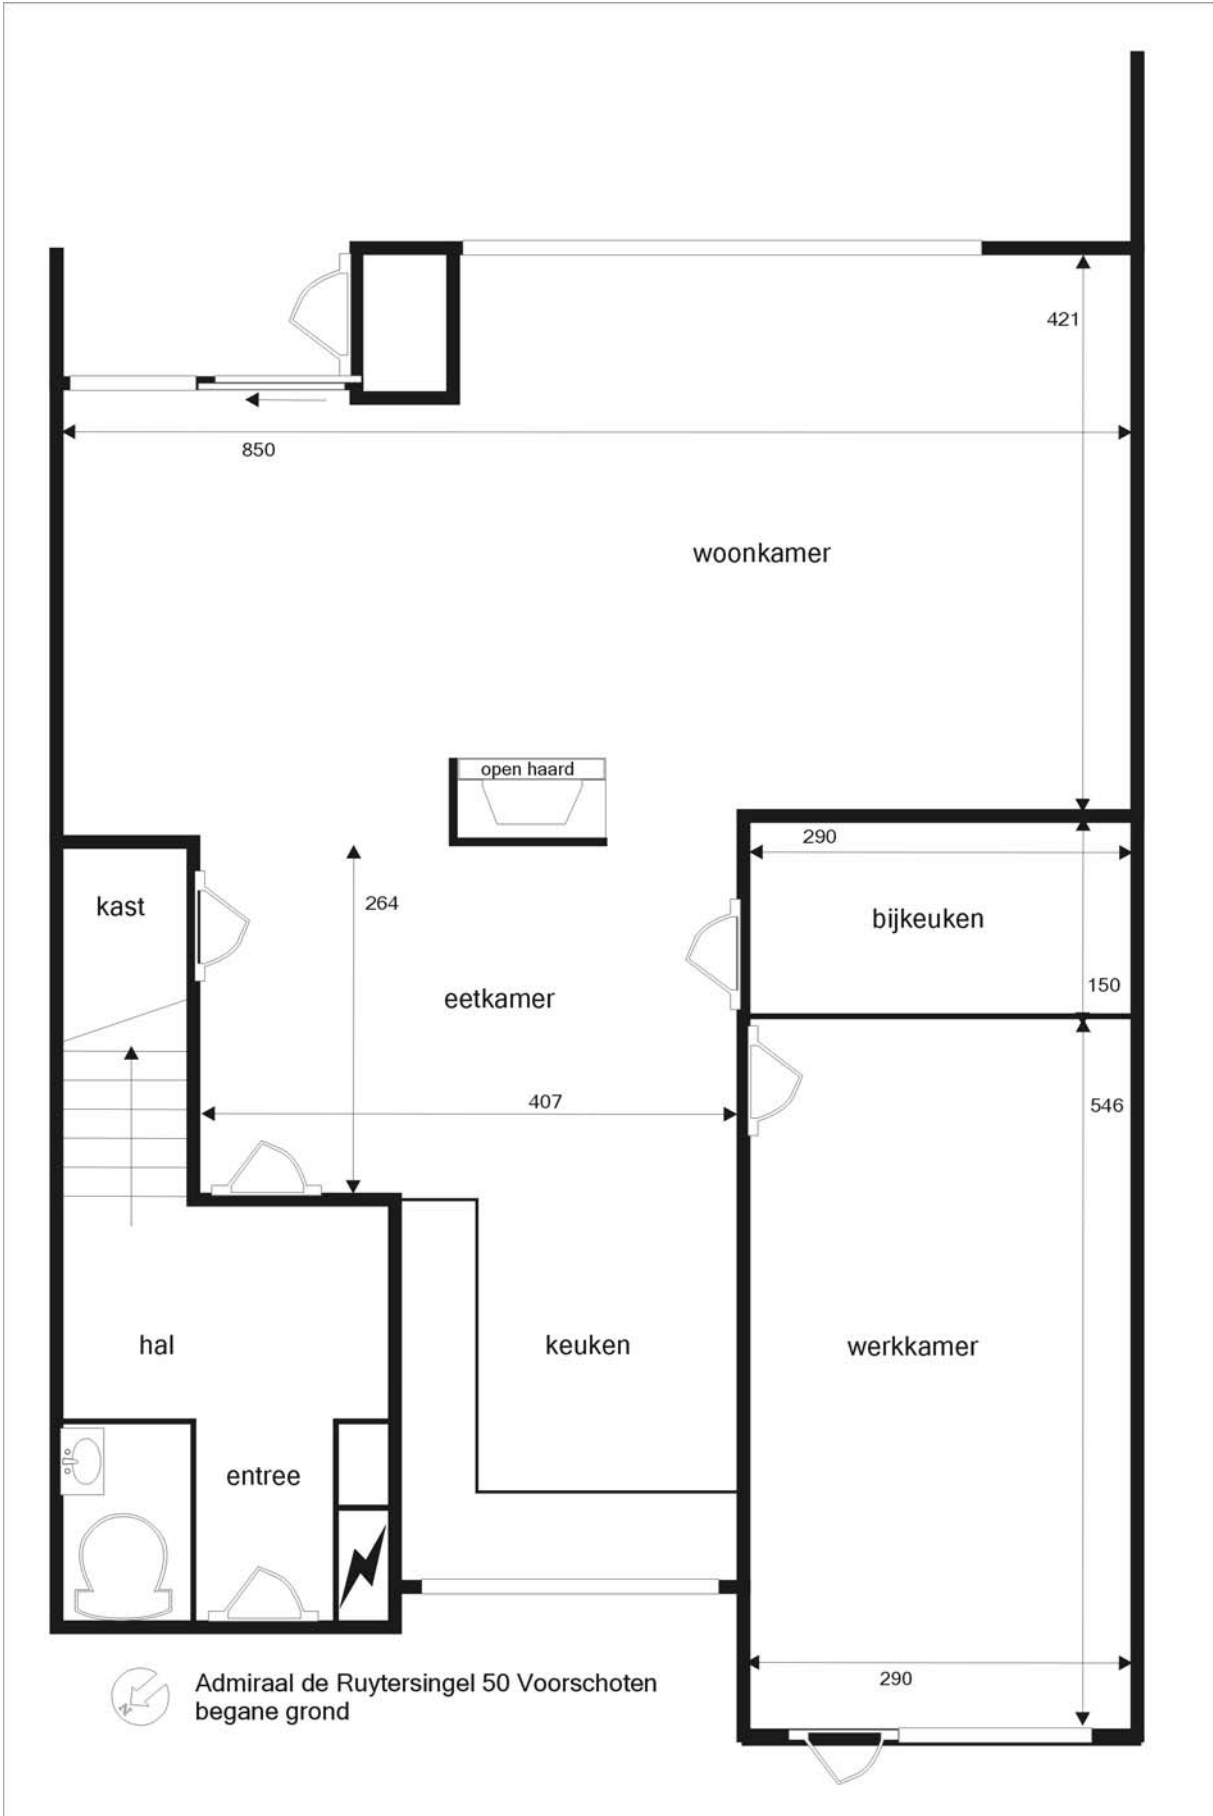 421
850
woonkamer
open haard
290
kast
264
bijkeuken
150
eetkamer
407
546
hal
keuken
werkkamer
entree
290
N
Admiraal de Ruytersingel 50 Voorschoten
begane grond